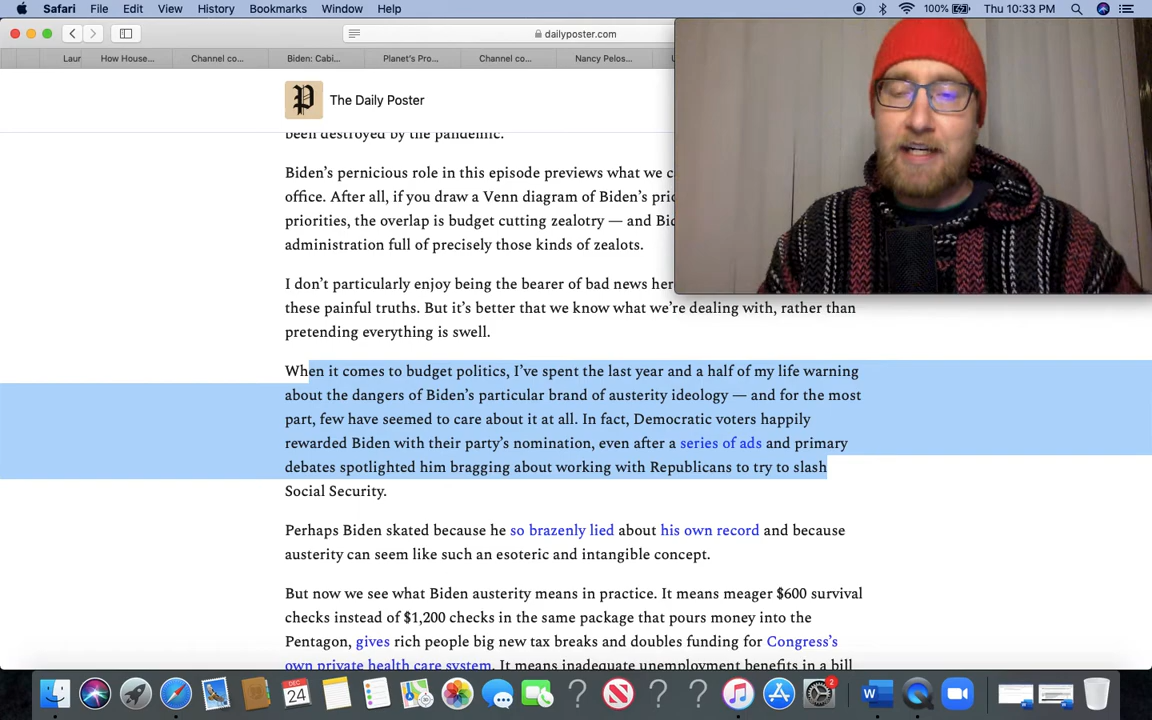 Safari File Edit View History Bookmarks Window Help 100% Thu 10:33 PM
dailyposter.com
Laur How House... Channel co... Biden: Cabi... Planet's Pro... Channel co... Nancy Pelos...
The Daily Poster
been destroyed by the pandemic.
Biden's pernicious role in this episode previews what we c
office. After all, if you draw a Venn diagram of Biden's
priorities, the overlap is budget cutting zealotry — and
administration full of precisely those kinds of zealots.
I don't particularly enjoy being the bearer of bad news
these painful truths. But it's better that we know what we're dealing with, rather than
pretending everything is swell.
When it comes to budget politics, I've spent the last year and a half of my life warning
about the dangers of Biden's particular brand of austerity ideology — and for the most
part, few have seemed to care about it at all. In fact, Democratic voters happily
rewarded Biden with their party's nomination, even after a series of ads and primary
debates spotlighted him bragging about working with Republicans to try to slash
Social Security.
Perhaps Biden skated because he so brazenly lied about his own record and because
austerity can seem like such an esoteric and intangible concept.
But now we see what Biden austerity means in practice. It means meager $600 survival
checks instead of $1,200 checks in the same package that pours money into the
Pentagon, gives rich people big new tax breaks and doubles funding for Congress's
own private health care system. It means inadequate unemployment benefits in a bill
DEC
24
2